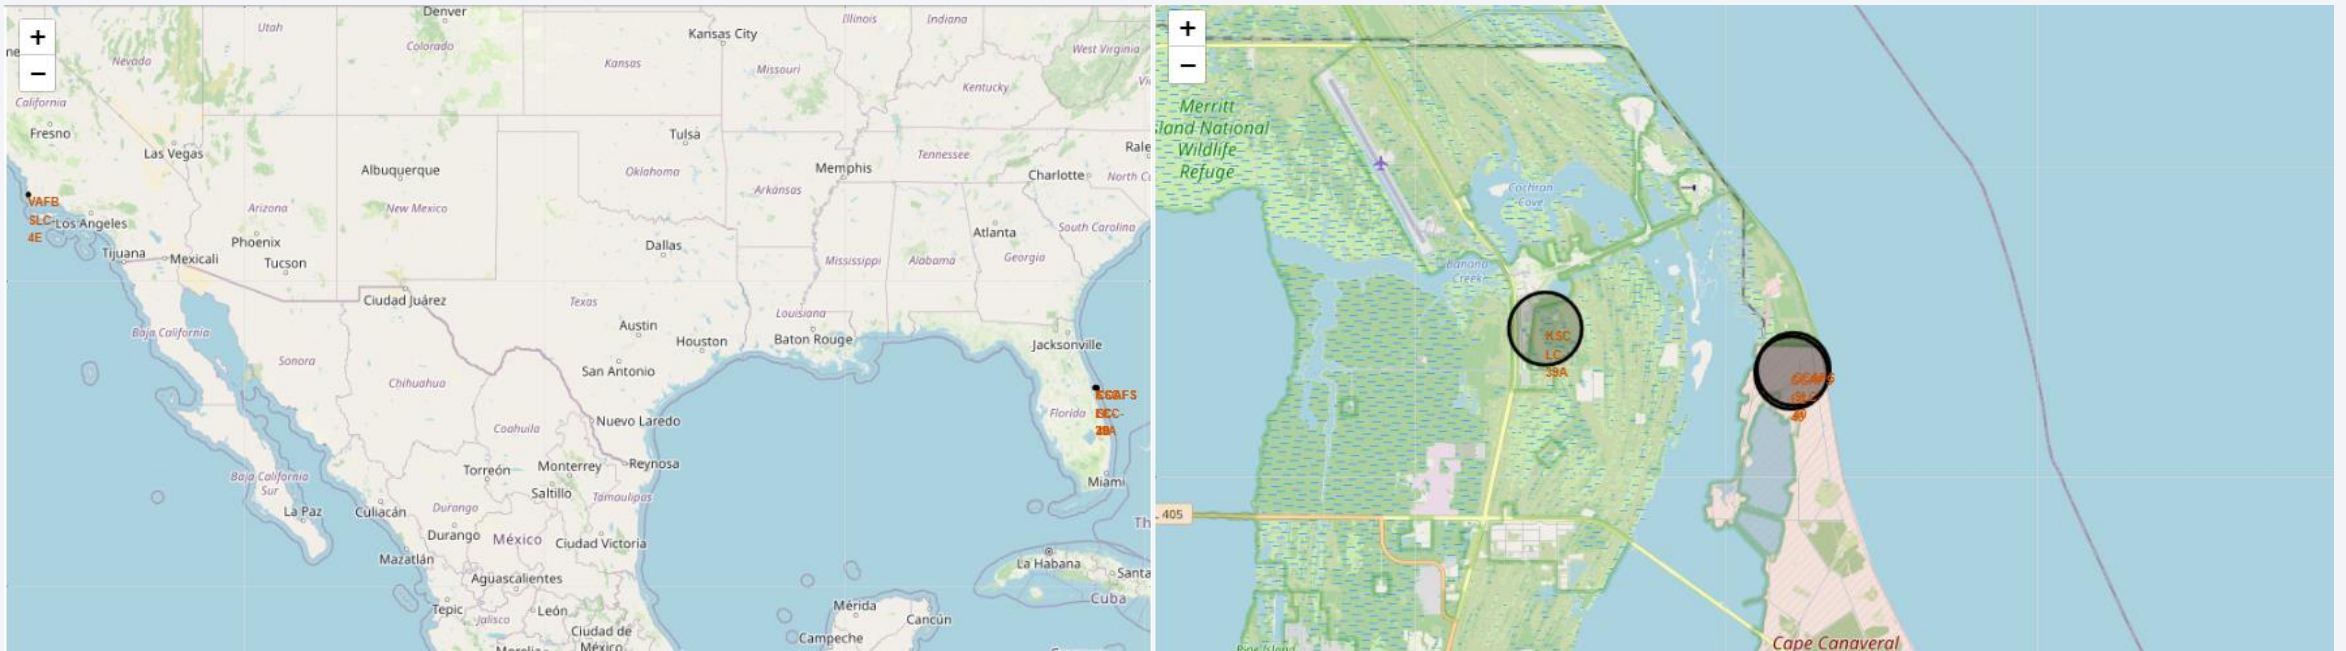 +
−
Denver
Utah
Colorado
Nevada
California
Fresno
Las Vegas
Kansas City
Illinois
Indiana
West Virginia
Kansas
Missouri
Kentucky
Tulsa
Albuquerque
Memphis
Tennessee
Charlotte
Oklahoma
Arkansas
VAFB
SLC-
4E
Los Angeles
Arizona
New Mexico
Phoenix
Tucson
Tijuana
Mexicali
Dallas
Atlanta
South Carolina
Mississippi
Alabama
Georgia
Ciudad Juárez
Texas
Louisiana
Baja California
Austin
Houston
Baton Rouge
Jacksonville
Sonora
Chihuahua
San Antonio
Florida
Coahuila
Nuevo Laredo
Baja California
Sur
Torreón
Monterrey
Reynosa
Saltillo
Tamaulipas
Miami
La Paz
Culiacán
Durango
Durango
México
Ciudad Victoria
Mazatlán
La Habana
Aguascalientes
Cuba
Tepic
León
Jalisco
Mérida
Cancún
Campeche
Ciudad de
México
+
−
Merritt
Island National
Wildlife
Refuge
Cochran
Cove
Banana
Creek
KSC
LC-
39A
405
Cape Canaveral
Pine Island